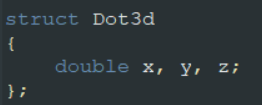 struct Dot3d
{
    double x, y, z;
};